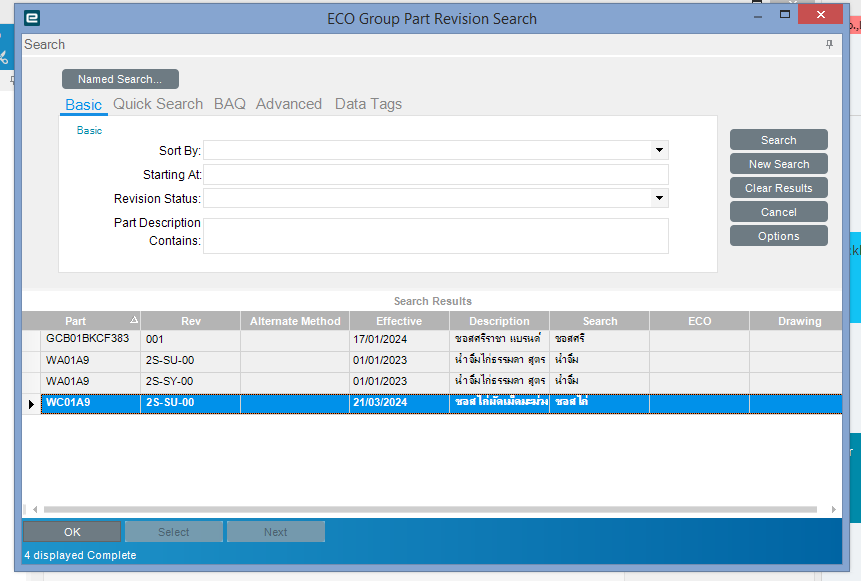 ECO Group Part Revision Search
Search
Named Search...
Basic Quick Search BAQ Advanced Data Tags
Basic
Sort By:
Starting At:
Revision Status:
Part Description
Contains:
Search
New Search
Clear Results
Cancel
Options
Search Results
Part Rev Alternate Method Effective Description Search ECO Drawing
GCB01BKCF383 001 17/01/2024 ซอสศรีราชา แบรนด์ ซอสศรี
WA01A9 2S-SU-00 01/01/2023 น้ำจิ้มไก่ธรรมดา สูตร น้ำจิ้ม
WA01A9 2S-SY-00 01/01/2023 น้ำจิ้มไก่ธรรมดา สูตร น้ำจิ้ม
WC01A9 2S-SU-00 21/03/2024 ซอสไก่ผัดเม็ดมะม่วง ซอสไก่
OK Select Next
4 displayed Complete